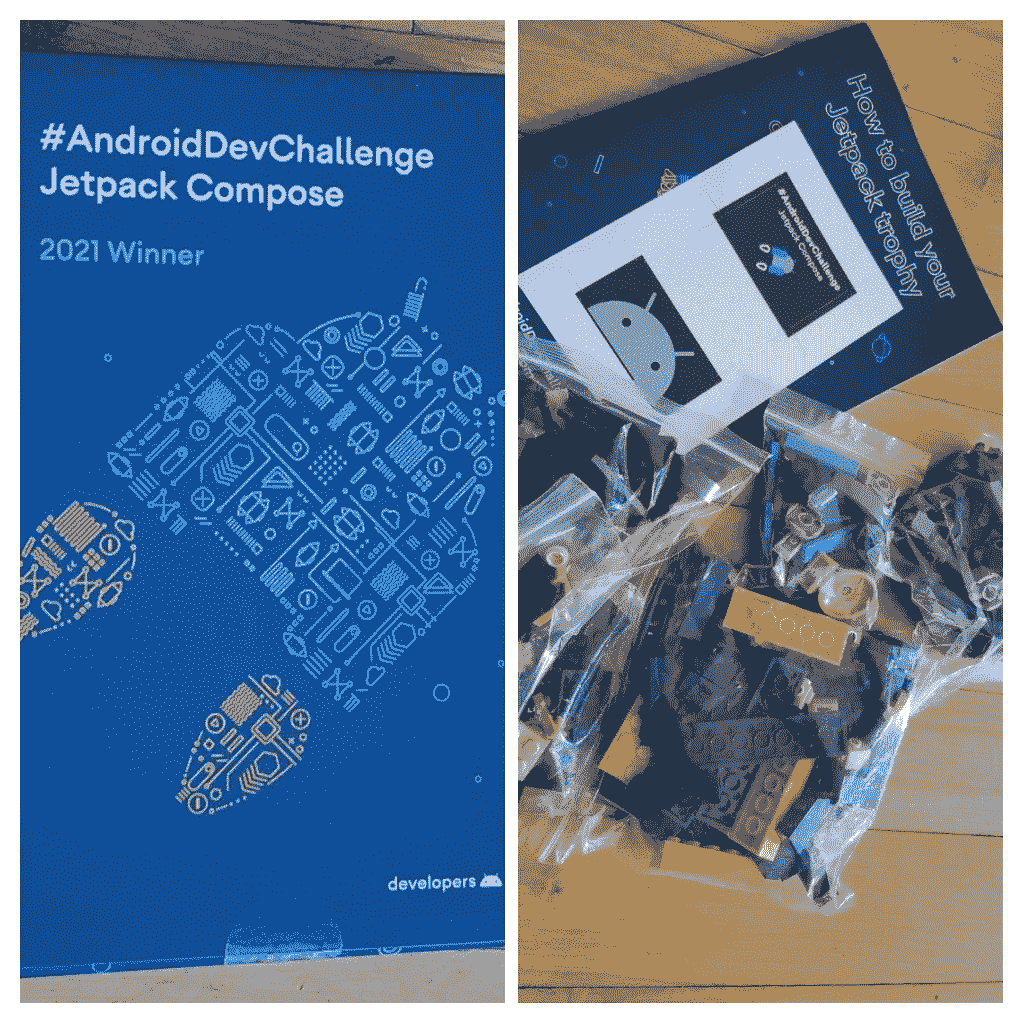 #AndroidDevChallenge
Jetpack Compose
2021 Winner
developers
How to build your
Jetpack trophy
#AndroidDevChallenge
Jetpack Compose